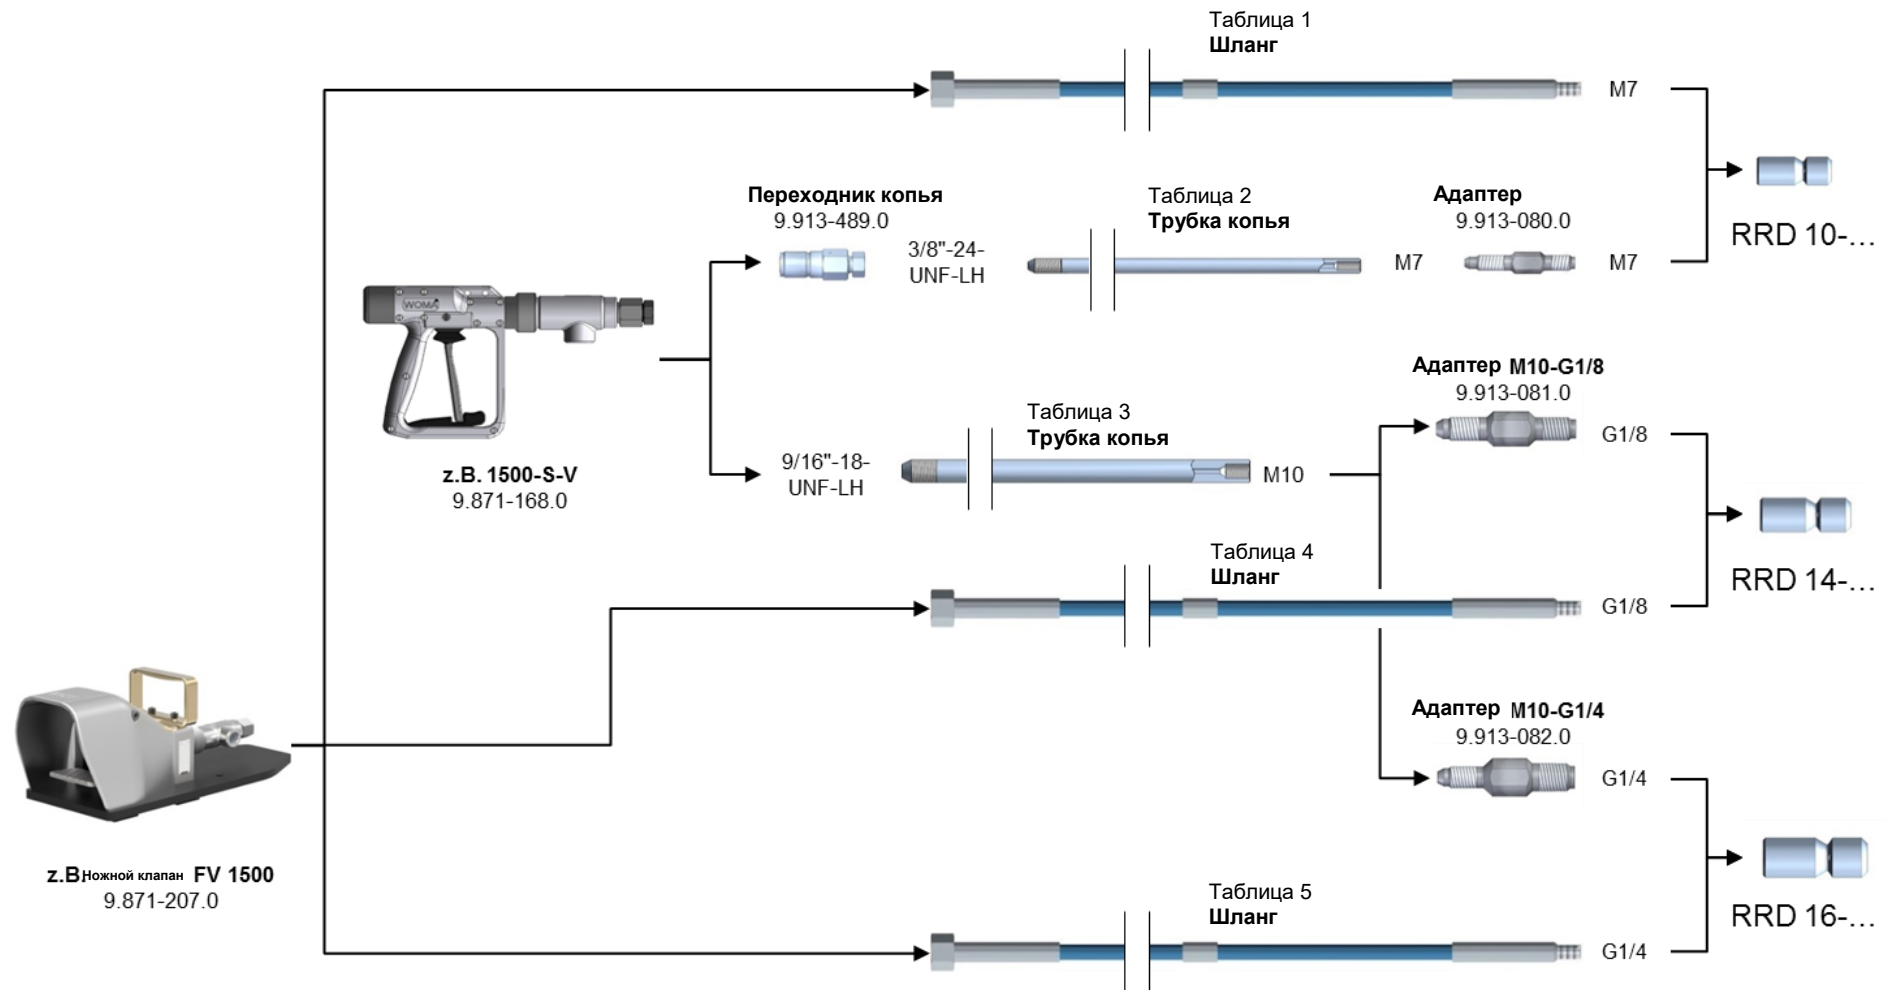 Таблица 1
Шланг
M7
Переходник копья
9.913-489.0
3/8"-24-
UNF-LH
Таблица 2
Трубка копья
M7
Адаптер
9.913-080.0
M7
RRD 10-...
WOMA
z.B. 1500-S-V
9.871-168.0
9/16"-18-
UNF-LH
Таблица 3
Трубка копья
M10
Адаптер M10-G1/8
9.913-081.0
G1/8
Таблица 4
Шланг
G1/8
RRD 14-...
Адаптер M10-G1/4
9.913-082.0
G1/4
z.B. Ножной клапан FV 1500
9.871-207.0
Таблица 5
Шланг
G1/4
RRD 16-...